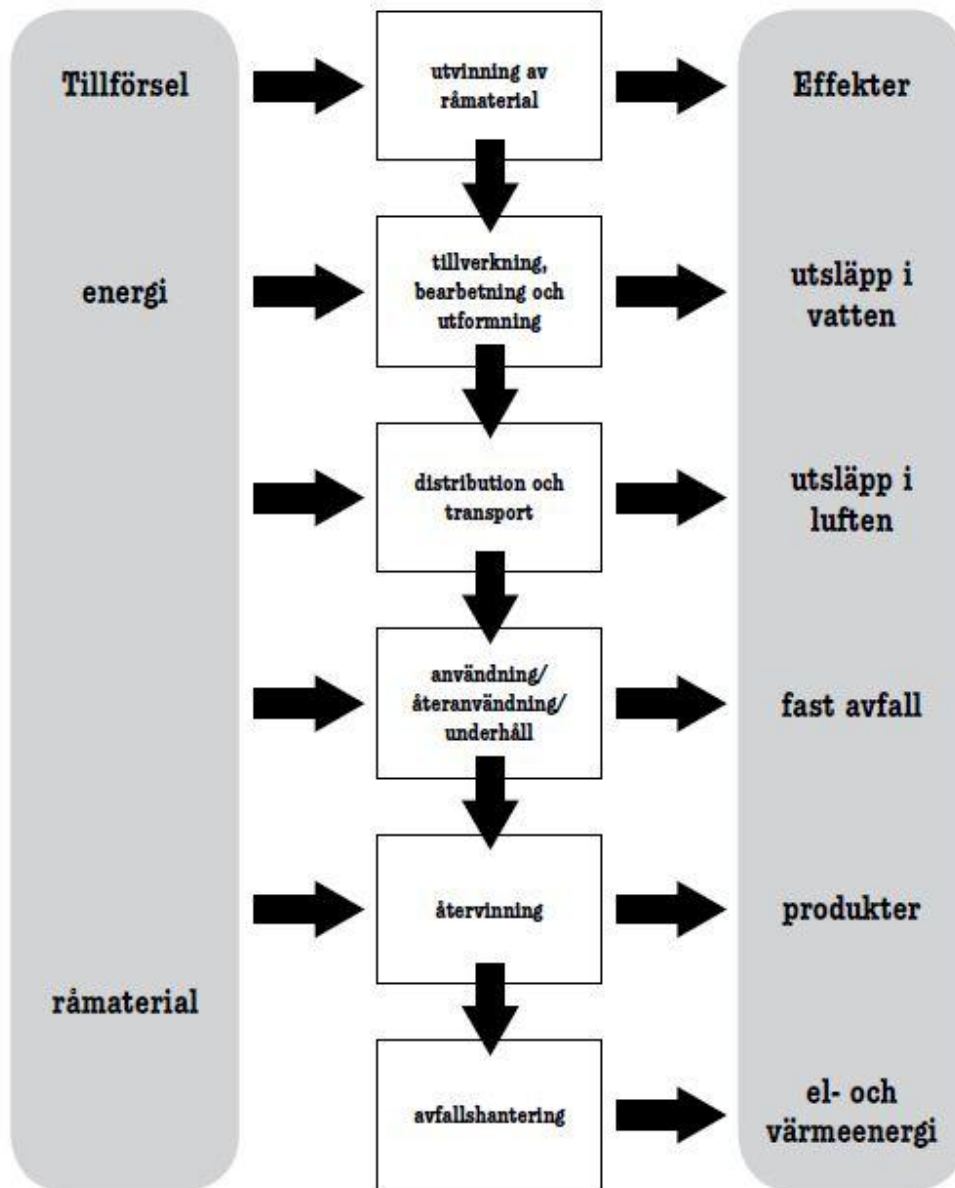 Tillförsel
utvinning av
råmaterial
Effekter
energi
tillverkning,
bearbetning och
utformning
utsläpp i
vatten
distribution och
transport
utsläpp i
luften
användning/
återanvändning/
underhåll
fast avfall
återvinning
produkter
råmaterial
avfallshantering
el- och
värmeenergi